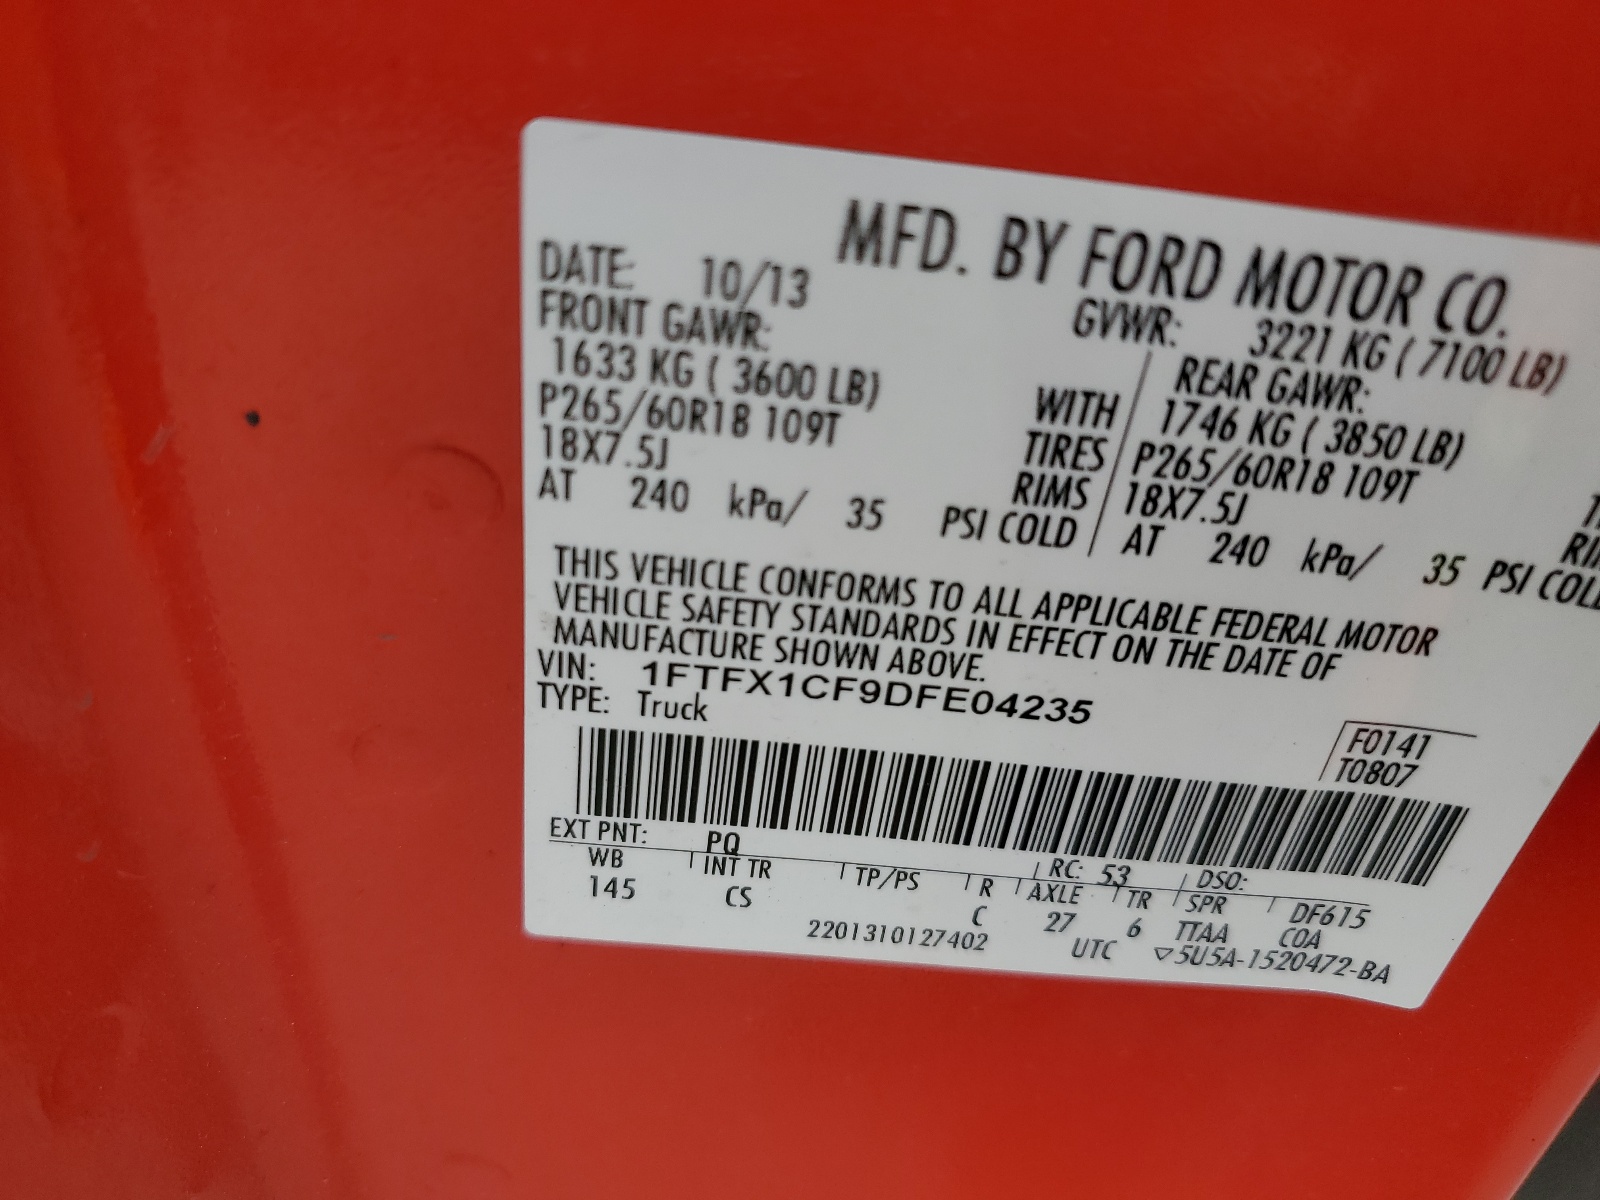 MFD. BY FORD MOTOR CO.
DATE: 10/13 GVWR: 3221 KG ( 7100 LB)
FRONT GAWR: REAR GAWR:
1633 KG ( 3600 LB) WITH 1746 KG ( 3850 LB)
P265/60R18 109T TIRES P265/60R18 109T
18X7.5J RIMS 18X7.5J
AT 240 kPa/ 35 PSI COLD AT 240 kPa/ 35 PSI COLD
THIS VEHICLE CONFORMS TO ALL APPLICABLE FEDERAL MOTOR
VEHICLE SAFETY STANDARDS IN EFFECT ON THE DATE OF
MANUFACTURE SHOWN ABOVE.
VIN: 1FTFX1CF9DFE04235
TYPE: Truck
F0141
T0807
EXT PNT: PQ RC: 53 DSO:
WB INT TR TP/PS R AXLE TR SPR DF615
145 CS C 27 6 TTAA COA
2201310127402 UTC ▽5U5A-1520472-BA